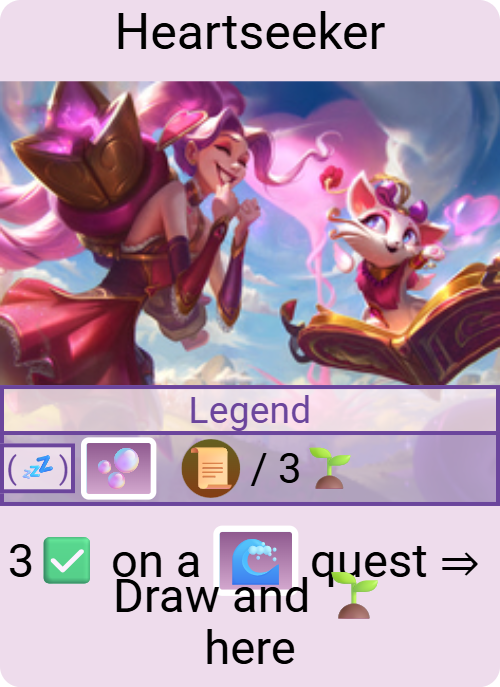 Heartseeker
Legend
(💤) 🫧 📜 / 3🌱
3✅ on a 🌊 quest ⇒
Draw and 🌱
here